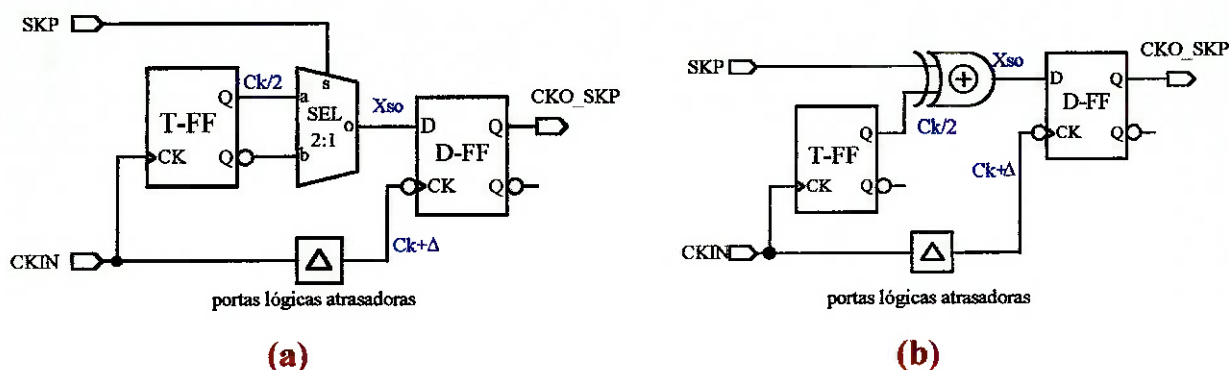 SKP
Ck/2
T-FF
Q
Q
CK
s
a
SEL
2:1
b
o
Xso
D
Q
D-FF
CK
Q
CKO_SKP
Ck+Δ
CKIN
Δ
portas lógicas atrasadoras
(a)
SKP
+
Xso
Ck/2
T-FF
Q
Q
CK
D
Q
D-FF
CK
Q
CKO_SKP
Ck+Δ
CKIN
Δ
portas lógicas atrasadoras
(b)